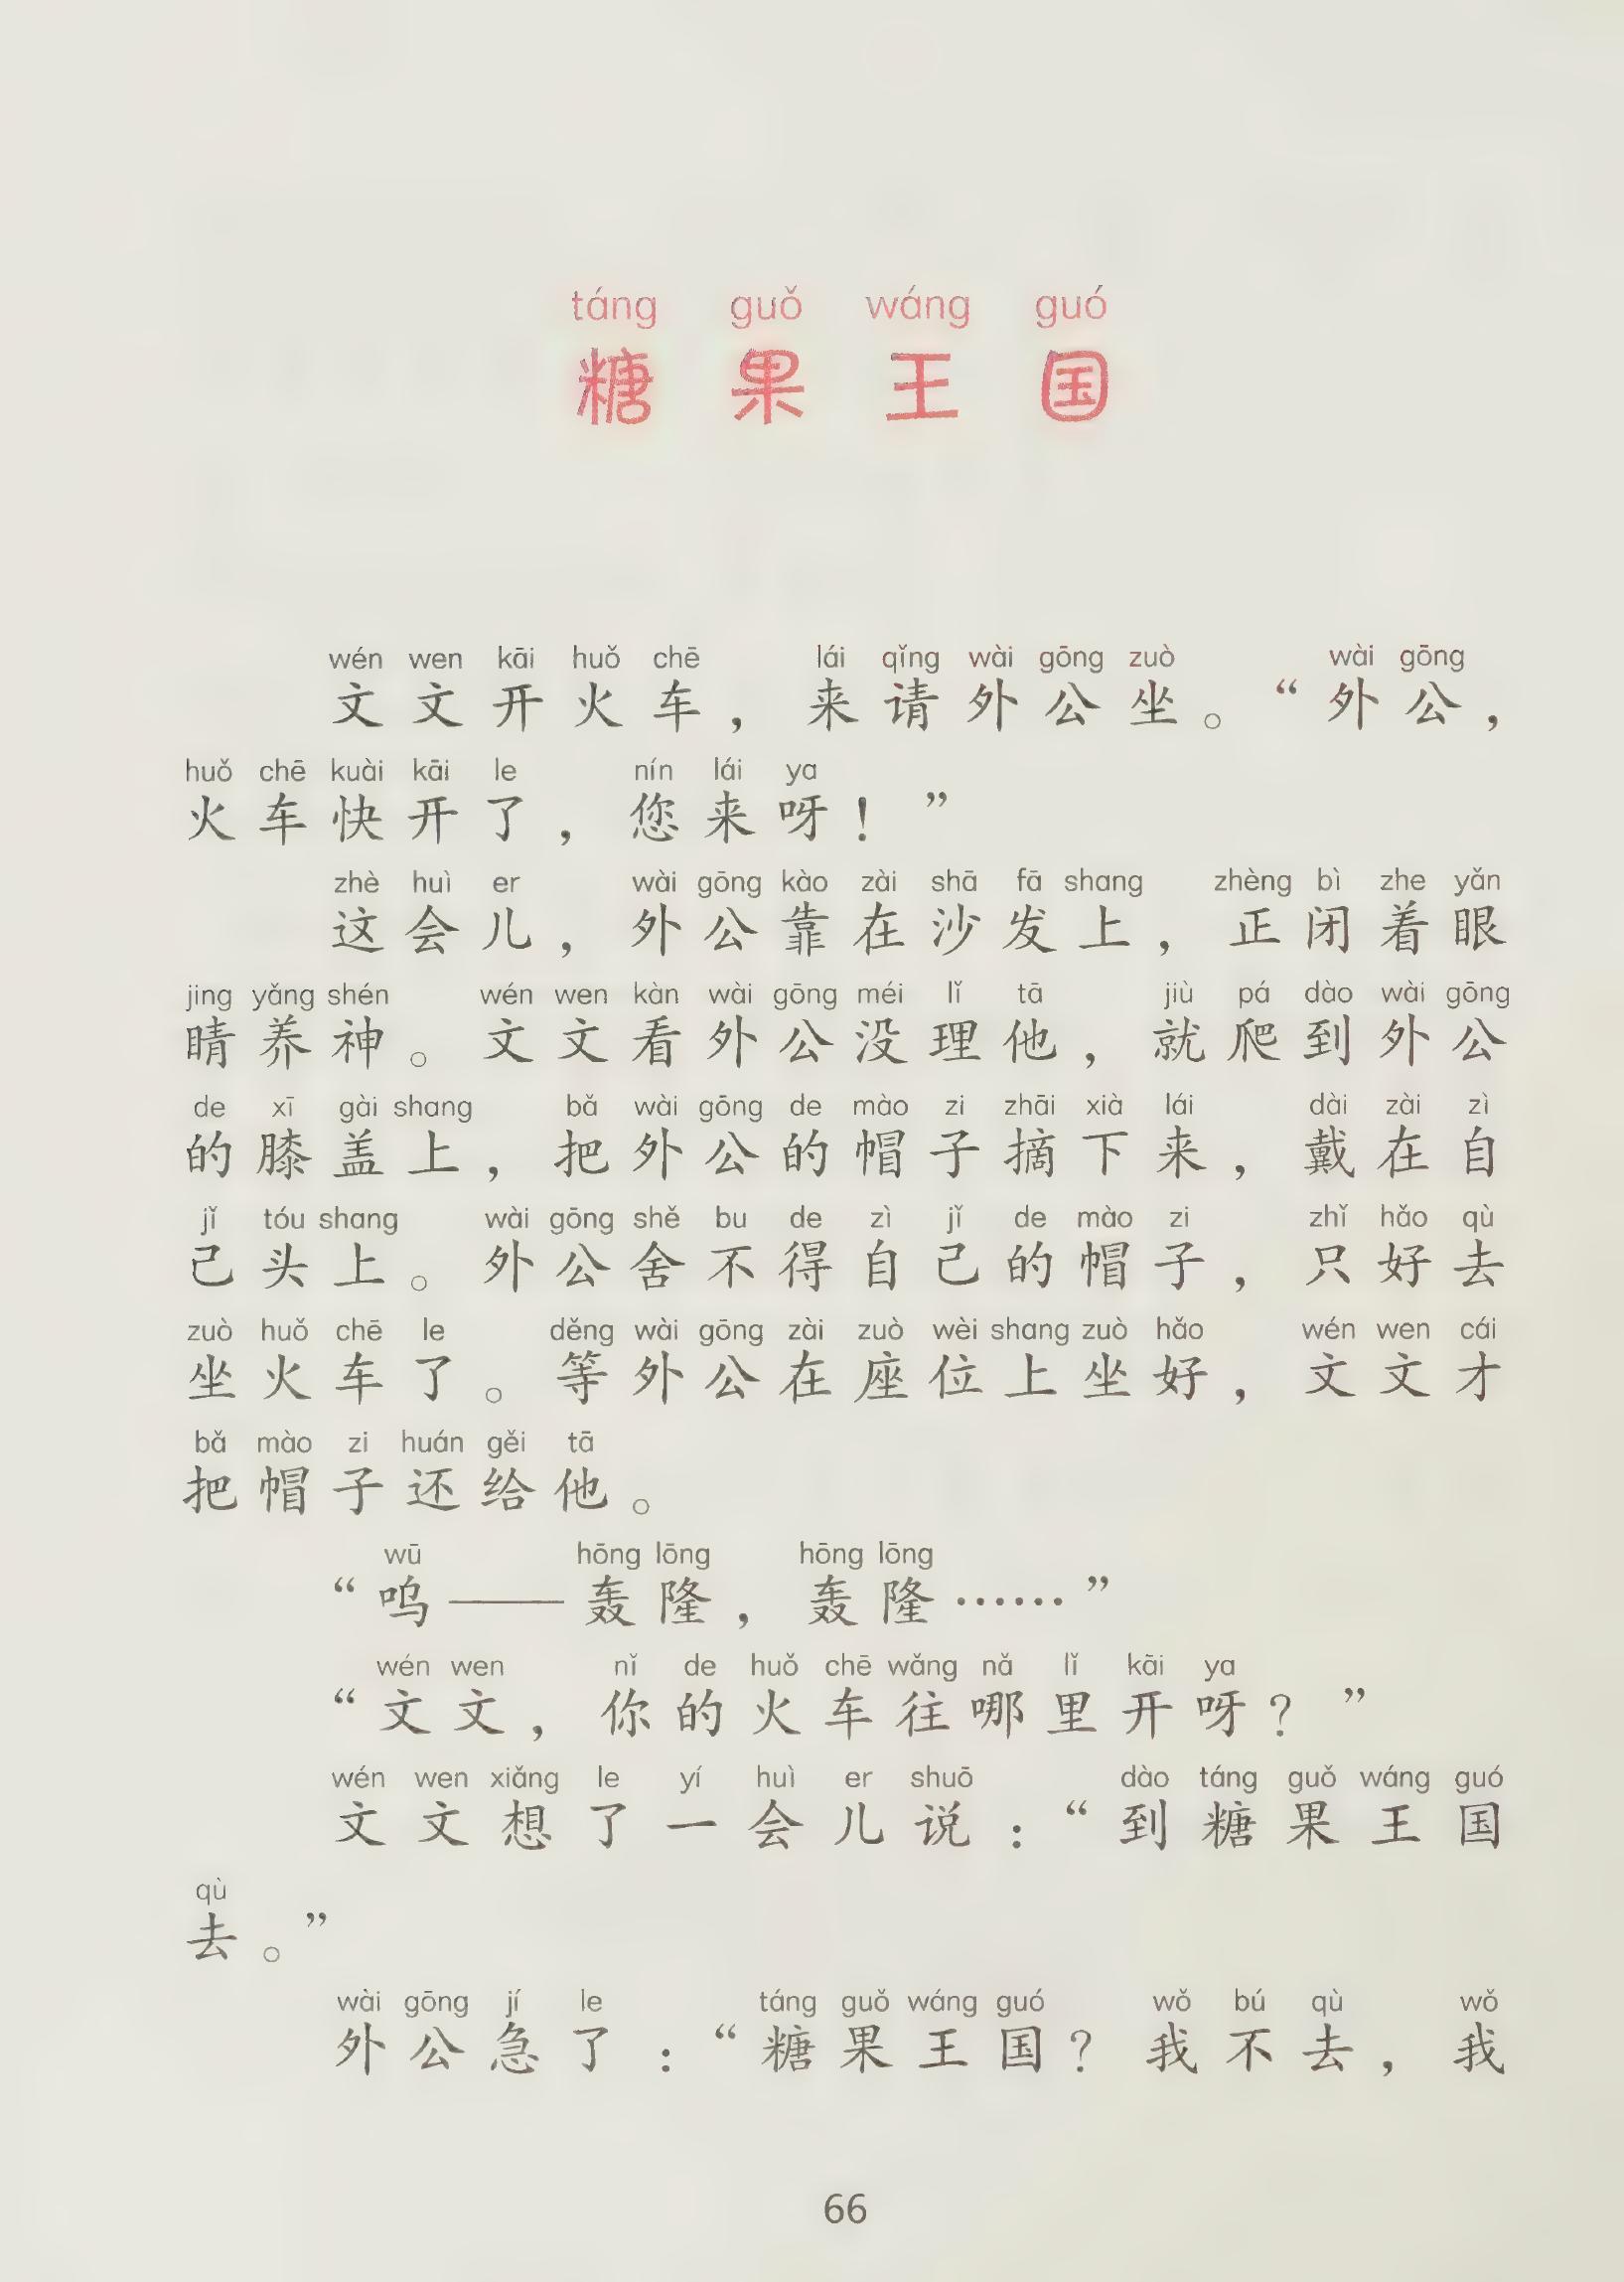 táng guǒ wáng guó
糖果王国
wén wen kāi huǒ chē lái qǐng wài gōng zuò wài gōng
文文开火车，来请外公坐。“外公，
huǒ chē kuài kāi le nín lái ya
火车快开了，您来呀！”
zhè huì er wài gōng kào zài shā fā shang zhèng bì zhe yǎn
这会儿，外公靠在沙发上，正闭着眼
jing yǎng shén wén wen kàn wài gōng méi lǐ tā jiù pá dào wài gōng
睛养神。文文看外公没理他，就爬到外公
de xī gài shang bǎ wài gōng de mào zi zhāi xià lái dài zài zì
的膝盖上，把外公的帽子摘下来，戴在自
jǐ tóu shang wài gōng shě bu de zì jǐ de mào zi zhǐ hǎo qù
己头上。外公舍不得自己的帽子，只好去
zuò huǒ chē le děng wài gōng zài zuò wèi shang zuò hǎo wén wen cái
坐火车了。等外公在座位上坐好，文文才
bǎ mào zi huán gěi tā
把帽子还给他。
wū hōng lōng hōng lōng
“呜——轰隆，轰隆……”
wén wen nǐ de huǒ chē wǎng nǎ lǐ kāi ya
“文文，你的火车往哪里开呀？”
wén wen xiǎng le yí huì er shuō dào táng guǒ wáng guó
文文想了一会儿说：“到糖果王国
qù
去。”
wài gōng jí le táng guǒ wáng guó wǒ bú qù wǒ
外公急了：“糖果王国？我不去，我
66